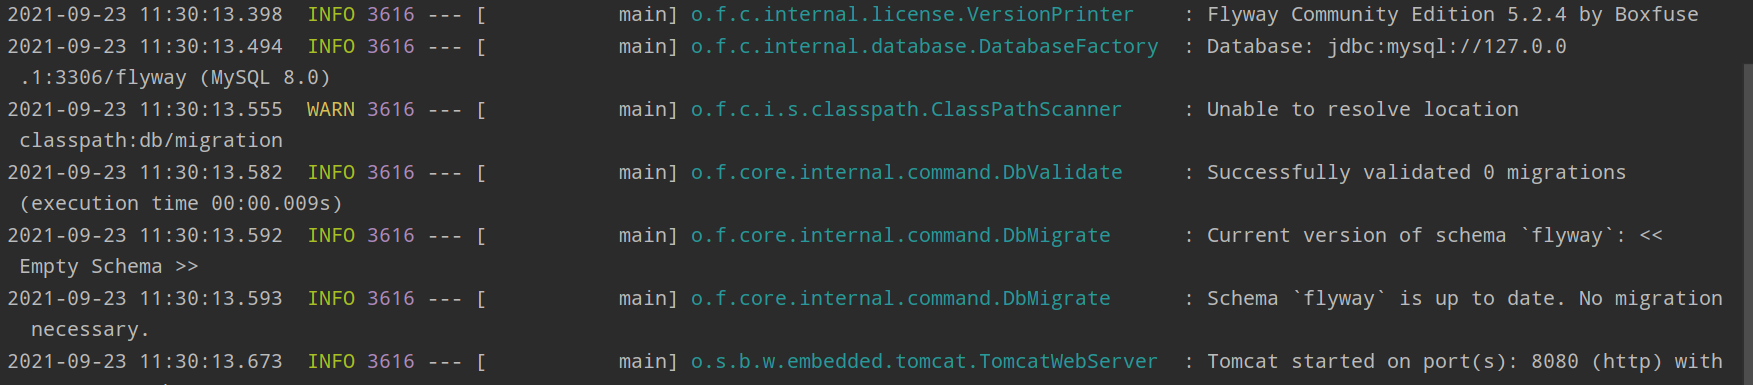 2021-09-23 11:30:13.398  INFO 3616 --- [           main] o.f.c.internal.license.VersionPrinter    : Flyway Community Edition 5.2.4 by Boxfuse
2021-09-23 11:30:13.494  INFO 3616 --- [           main] o.f.c.internal.database.DatabaseFactory  : Database: jdbc:mysql://127.0.0
.1:3306/flyway (MySQL 8.0)
2021-09-23 11:30:13.555  WARN 3616 --- [           main] o.f.c.i.s.classpath.ClassPathScanner     : Unable to resolve location
classpath:db/migration
2021-09-23 11:30:13.582  INFO 3616 --- [           main] o.f.core.internal.command.DbValidate     : Successfully validated 0 migrations
(execution time 00:00.009s)
2021-09-23 11:30:13.592  INFO 3616 --- [           main] o.f.core.internal.command.DbMigrate      : Current version of schema `flyway`: <<
Empty Schema >>
2021-09-23 11:30:13.593  INFO 3616 --- [           main] o.f.core.internal.command.DbMigrate      : Schema `flyway` is up to date. No migration
necessary.
2021-09-23 11:30:13.673  INFO 3616 --- [           main] o.s.b.w.embedded.tomcat.TomcatWebServer  : Tomcat started on port(s): 8080 (http) with